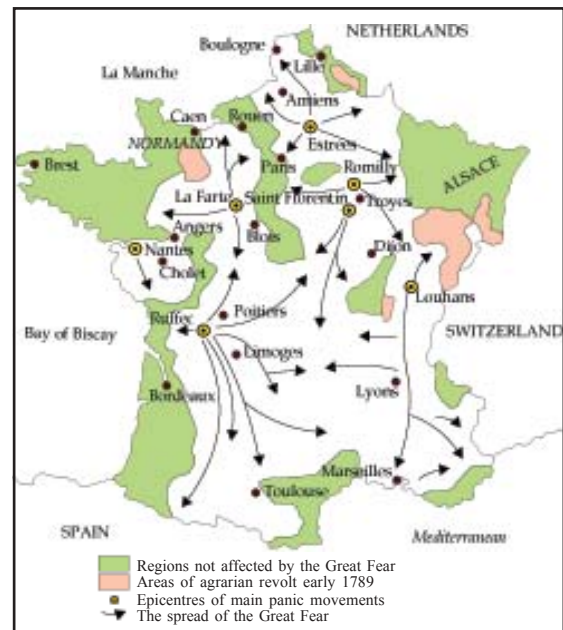 NETHERLANDS
Boulogne
Lille
La Manche
Amiens
Caen
Rouen
NORMANDY
Estrées
Brest
Paris
Romilly
ALSACE
La Farté
Saint Florentin
Troyes
Angers
Blois
Dijon
Nantes
Cholet
Louhans
Ruffec
Poitiers
Bay of Biscay
SWITZERLAND
Limoges
Bordeaux
Lyons
Marseilles
Toulouse
SPAIN
Mediterranean
Regions not affected by the Great Fear
Areas of agrarian revolt early 1789
Epicentres of main panic movements
The spread of the Great Fear